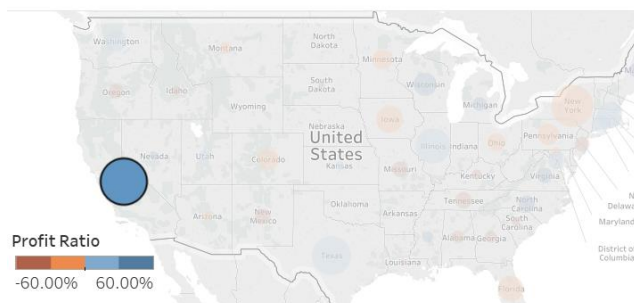 Washington
Montana
North
Dakota
Minnesota
Oregon
Idaho
South
Dakota
Wisconsin
Wyoming
Michigan
New
York
Nebraska
Iowa
United
States
Nevada
Utah
Colorado
Kansas
Illinois
Indiana
Ohio
Pennsylvania
Missouri
Kentucky
Virginia
Arizona
New
Mexico
Oklahoma
Arkansas
Tennessee
North
Carolina
South
Carolina
Alabama
Georgia
Texas
Florida
Delaware
Maryland
District of
Columbia
Profit Ratio
-60.00% 60.00%